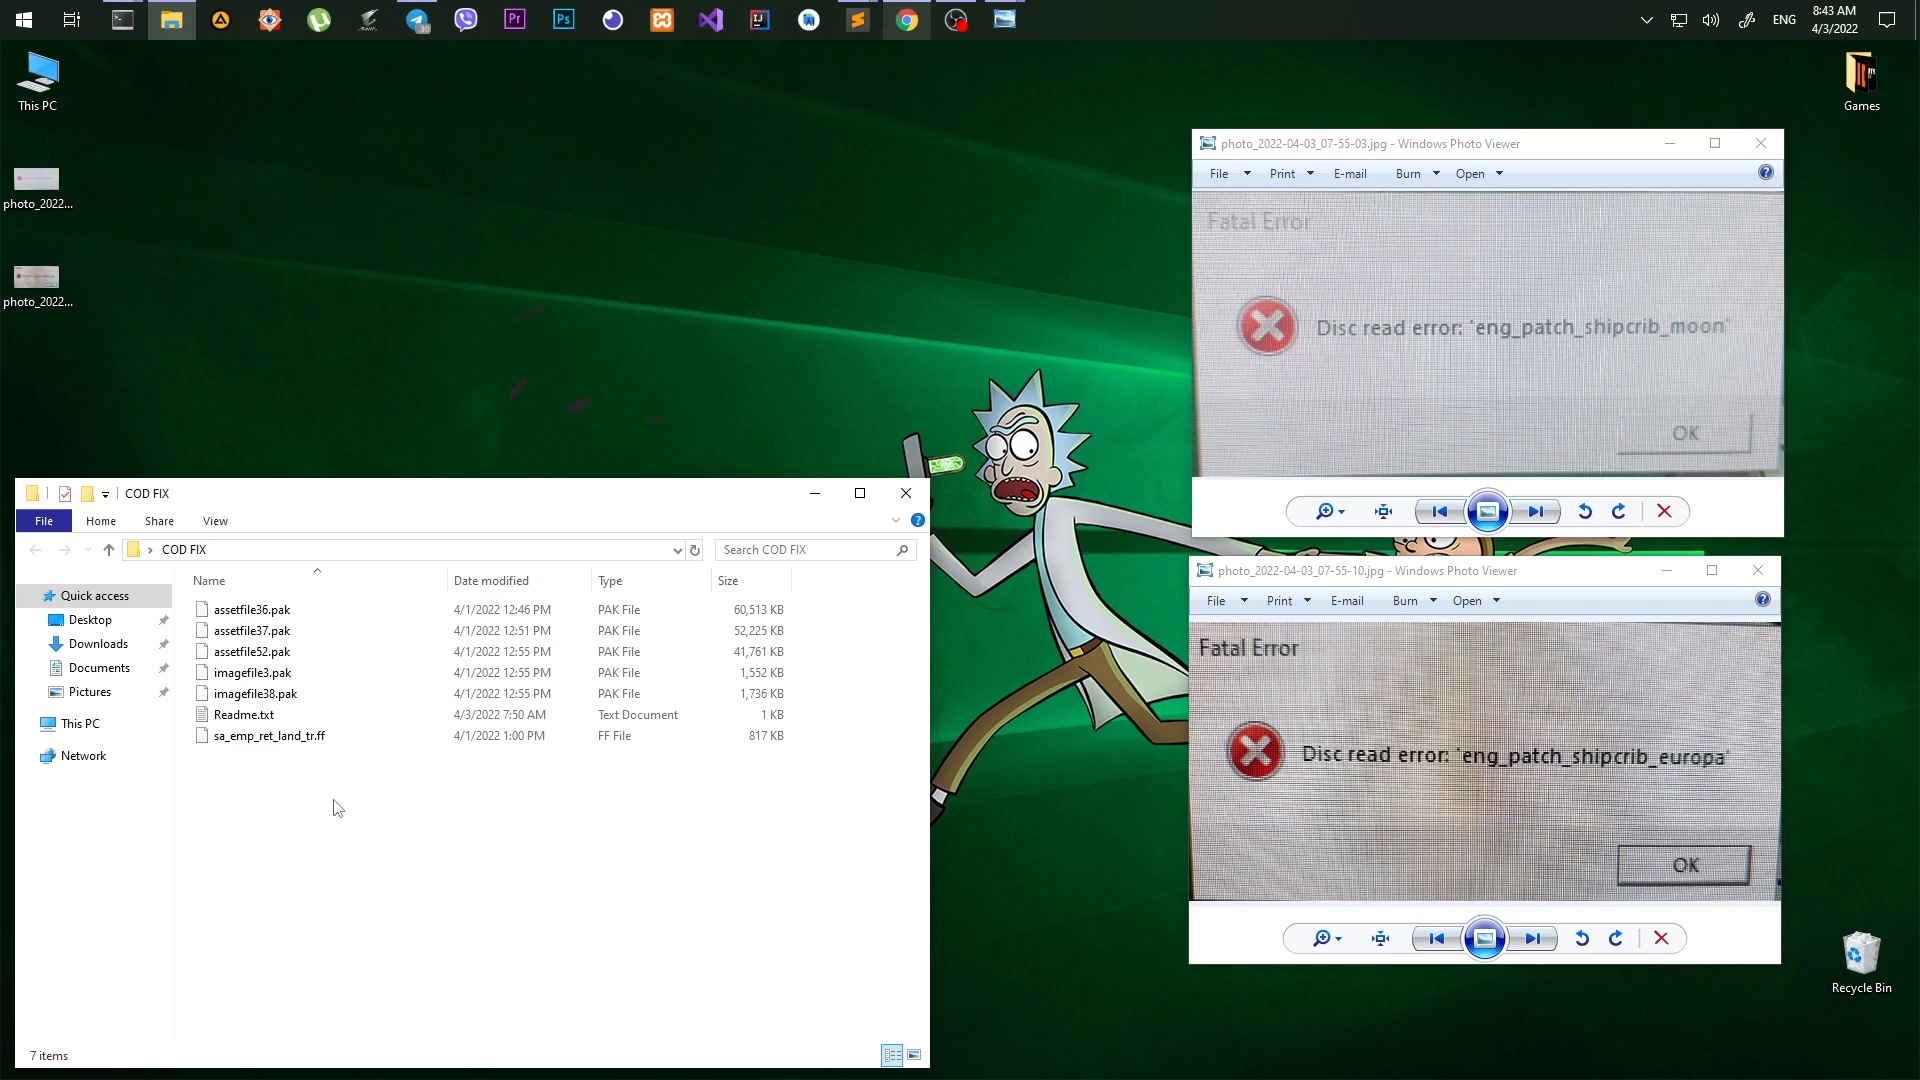 30
Pr
Ps
IJ
ENG
8:43 AM
4/3/2022
This PC
photo_2022...
photo_2022...
Games
Recycle Bin
photo_2022-04-03_07-55-03.jpg - Windows Photo Viewer
File Print E-mail Burn Open
Fatal Error
Disc read error: 'eng_patch_shipcrib_moon'
OK
photo_2022-04-03_07-55-10.jpg - Windows Photo Viewer
File Print E-mail Burn Open
Fatal Error
Disc read error: 'eng_patch_shipcrib_europa'
OK
COD FIX
File Home Share View
COD FIX
Search COD FIX
Name Date modified Type Size
Quick access
Desktop
Downloads
Documents
Pictures
This PC
Network
assetfile36.pak 4/1/2022 12:46 PM PAK File 60,513 KB
assetfile37.pak 4/1/2022 12:51 PM PAK File 52,225 KB
assetfile52.pak 4/1/2022 12:55 PM PAK File 41,761 KB
imagefile3.pak 4/1/2022 12:55 PM PAK File 1,552 KB
imagefile38.pak 4/1/2022 12:55 PM PAK File 1,736 KB
Readme.txt 4/3/2022 7:50 AM Text Document 1 KB
sa_emp_ret_land_tr.ff 4/1/2022 1:00 PM FF File 817 KB
7 items